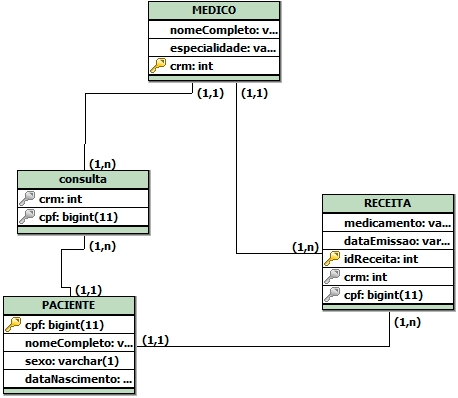 MEDICO
nomeCompleto: v...
especialidade: va...
crm: int
(1,1) (1,1)
(1,n)
consulta
crm: int
cpf: bigint(11)
(1,n)
RECEITA
medicamento: va...
dataEmissao: var...
(1,n)
idReceita: int
crm: int
cpf: bigint(11)
(1,1)
PACIENTE
cpf: bigint(11)
nomeCompleto: v...
sexo: varchar(1)
dataNascimento: ...
(1,1)
(1,n)